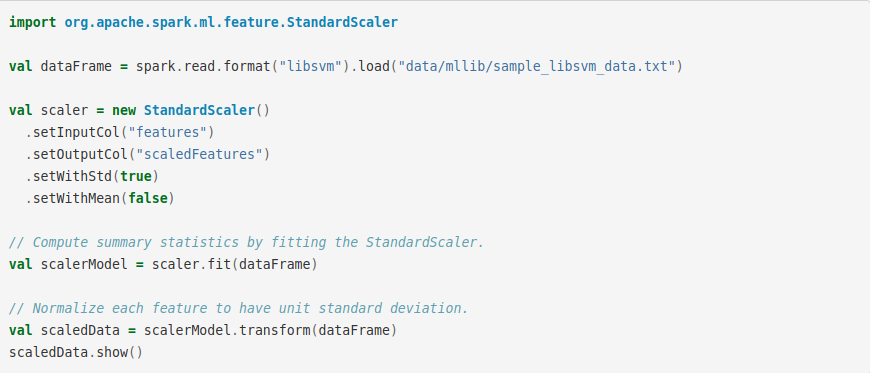 import org.apache.spark.ml.feature.StandardScaler
val dataFrame = spark.read.format("libsvm").load("data/mllib/sample_libsvm_data.txt")
val scaler = new StandardScaler()
  .setInputCol("features")
  .setOutputCol("scaledFeatures")
  .setWithStd(true)
  .setWithMean(false)
// Compute summary statistics by fitting the StandardScaler.
val scalerModel = scaler.fit(dataFrame)
// Normalize each feature to have unit standard deviation.
val scaledData = scalerModel.transform(dataFrame)
scaledData.show()